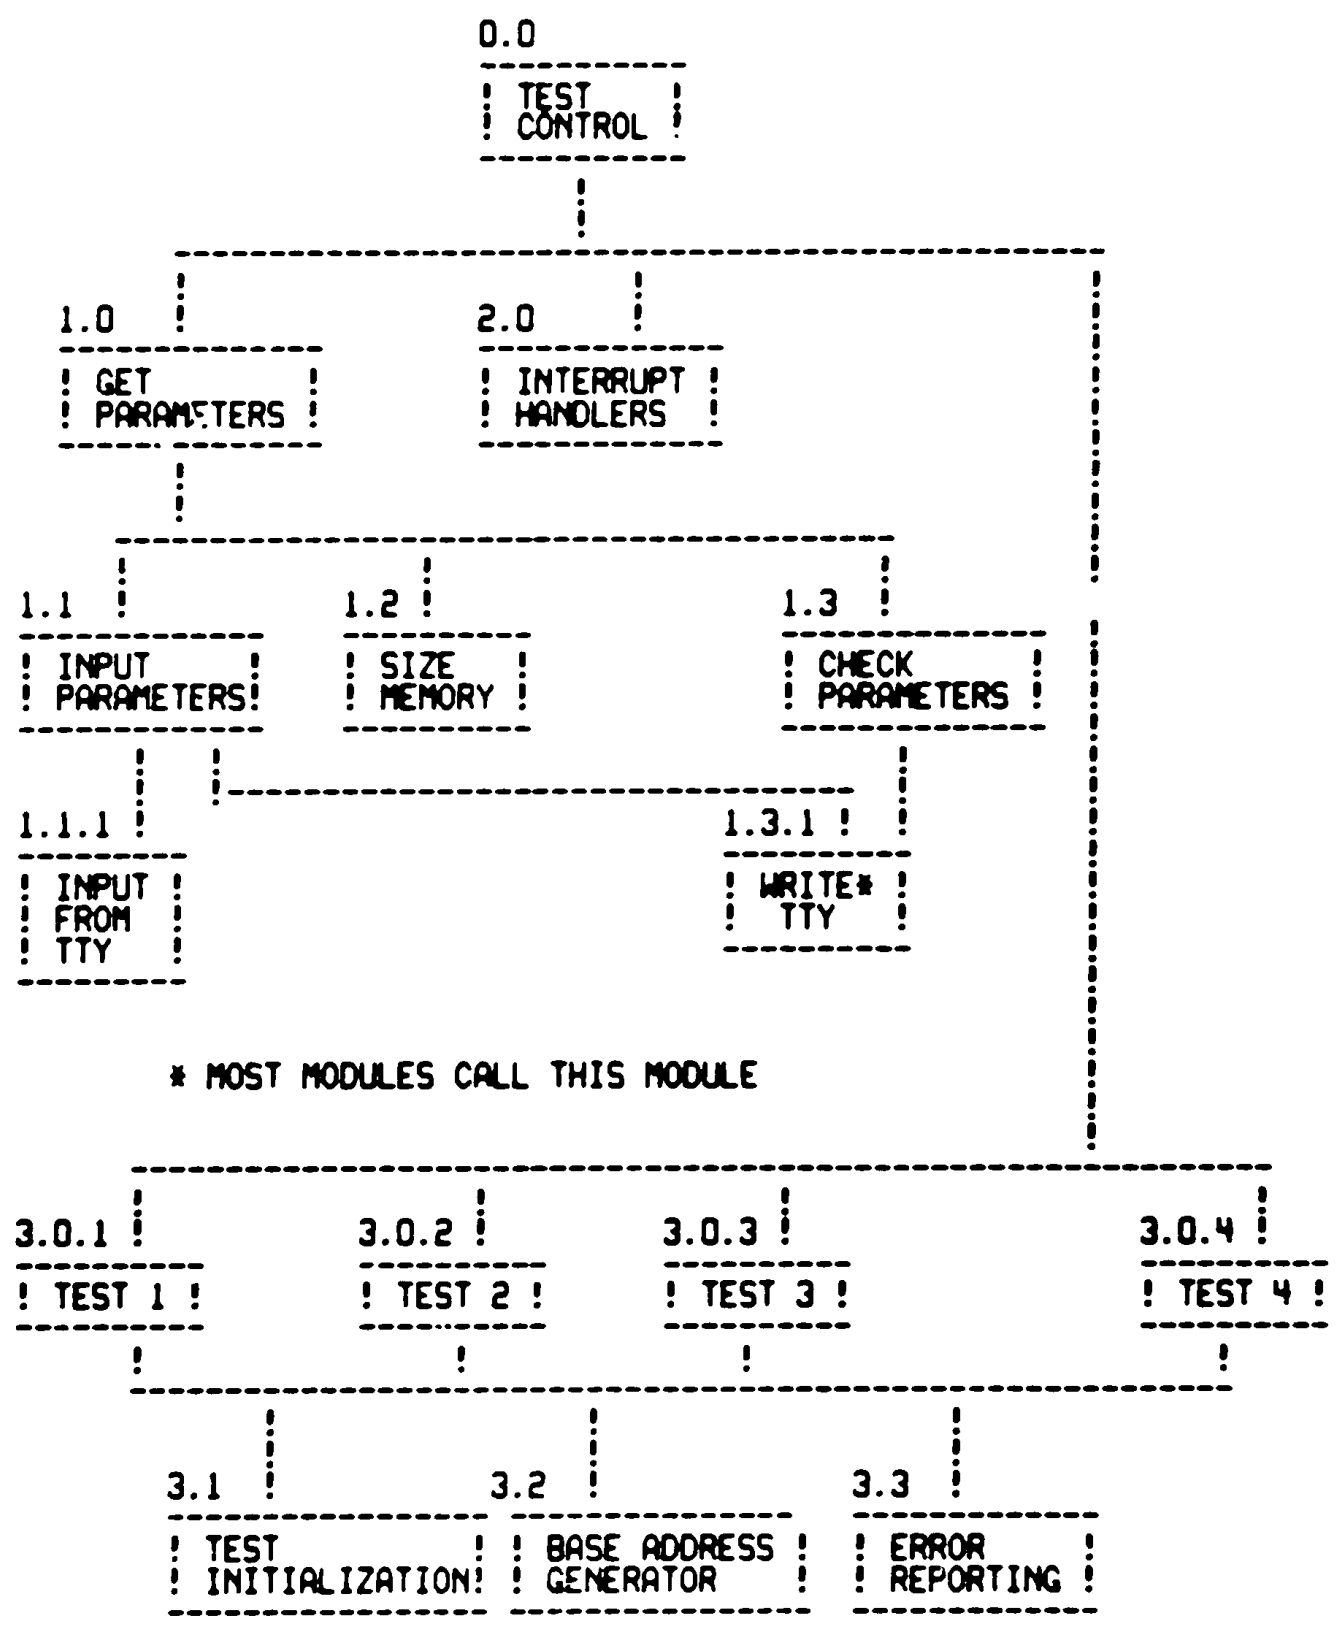 0.0
TEST
CONTROL
1.0 2.0
GET INTERRUPT
PARAMETERS HANDLERS
1.1 1.2 1.3
INPUT SIZE CHECK
PARAMETERS MEMORY PARAMETERS
1.1.1 1.3.1
INPUT WRITE*
FROM TTY
TTY
* MOST MODULES CALL THIS MODULE
3.0.1 3.0.2 3.0.3 3.0.4
TEST 1 TEST 2 TEST 3 TEST 4
3.1 3.2 3.3
TEST BASE ADDRESS ERROR
INITIALIZATION GENERATOR REPORTING